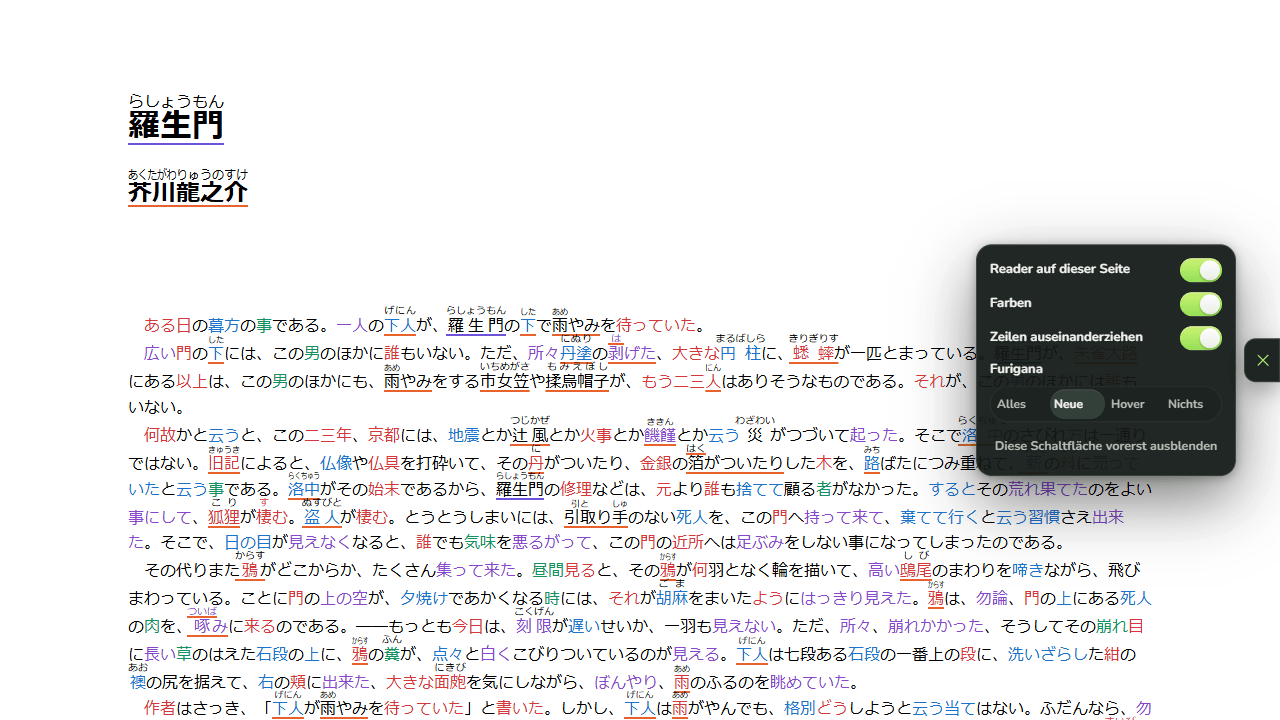 らしょうもん
羅生門
あくたがわりゅうのすけ
芥川龍之介
ある日の暮方の事である。一人の下人が、羅生門の下で雨やみを待っていた。
広い門の下には、この男のほかに誰もいない。ただ、所々丹塗の剥げた、大きな円柱に、蟋蟀が一匹とまっている。羅生門が、朱雀大路
にある以上は、この男のほかにも、雨やみをする市女笠や揉烏帽子が、もう二三人はありそうなものである。それが、この男のほかには誰も
いない。
何故かと云うと、この二三年、京都には、地震とか辻風とか火事とか饑饉とか云う災がつづいて起った。そこで洛中のさびれ方は一通り
ではない。旧記によると、仏像や仏具を打砕いて、その丹がついたり、金銀の箔がついたりした木を、路ばたにつみ重ねて、薪の料に売って
いたと云う事である。洛中がその始末であるから、羅生門の修理などは、元より誰も捨てて顧る者がなかった。するとその荒れ果てたのをよい
事にして、狐狸が棲む。盗人が棲む。とうとうしまいには、引取り手のない死人を、この門へ持って来て、棄てて行くと云う習慣さえ出来
た。そこで、日の目が見えなくなると、誰でも気味を悪るがって、この門の近所へは足ぶみをしない事になってしまったのである。
その代りまた鴉がどこからか、たくさん集って来た。昼間見ると、その鴉が何羽となく輪を描いて、高い鴟尾のまわりを啼きながら、飛び
まわっている。ことに門の上の空が、夕焼けであかくなる時には、それが胡麻をまいたようにはっきり見えた。鴉は、勿論、門の上にある死人
の肉を、啄みに来るのである。――もっとも今日は、刻限が遅いせいか、一羽も見えない。ただ、所々、崩れかかった、そうしてその崩れ目
に長い草のはえた石段の上に、鴉の糞が、点々と白くこびりついているのが見える。下人は七段ある石段の一番上の段に、洗いざらした紺の
襖の尻を据えて、右の頬に出来た、大きな面皰を気にしながら、ぼんやり、雨のふるのを眺めていた。
作者はさっき、「下人が雨やみを待っていた」と書いた。しかし、下人は雨がやんでも、格別どうしようと云う当てはない。ふだんなら、勿
Reader auf dieser Seite
Farben
Zeilen auseinanderziehen
Furigana
Alles Neue Hover Nichts
Diese Schaltfläche vorerst ausblenden